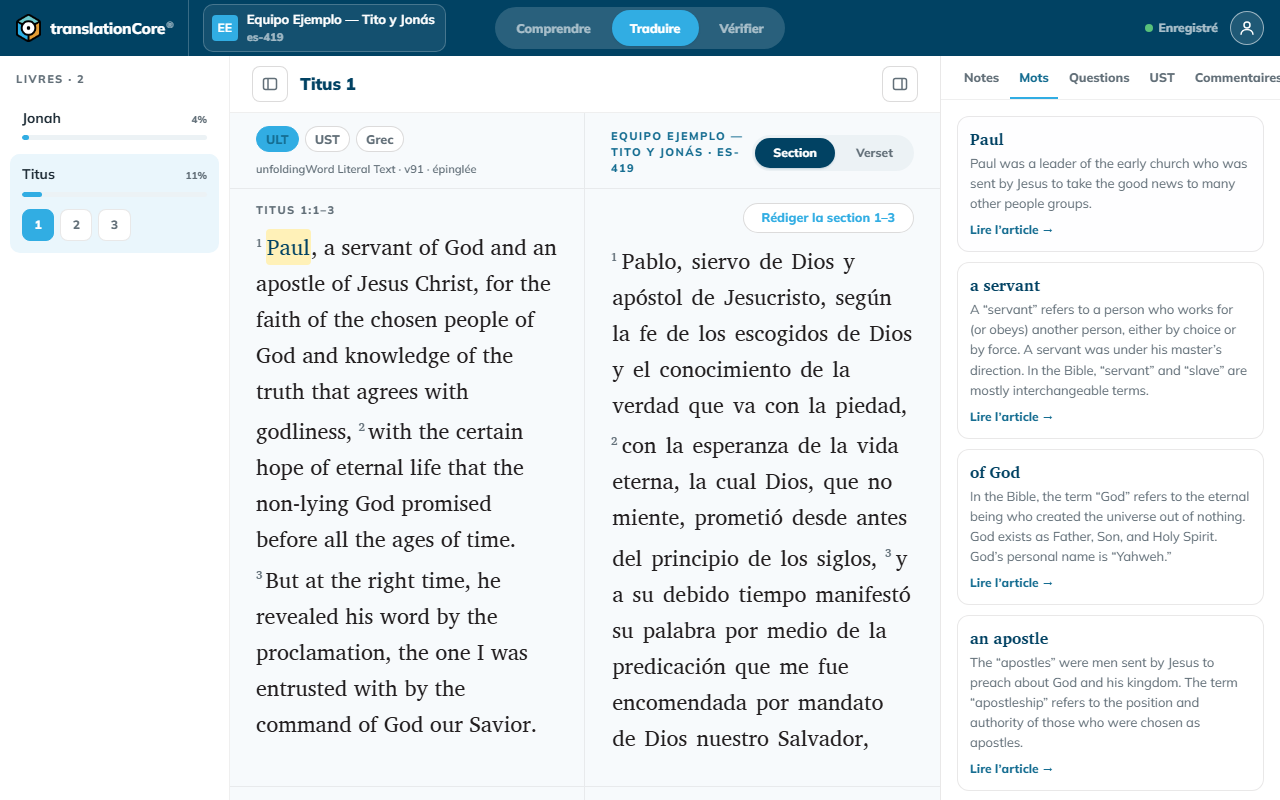 translationCore®
EE
Equipo Ejemplo — Tito y Jonás
es-419
Comprendre
Traduire
Vérifier
Enregistré
LIVRES · 2
Jonah
4%
Titus
11%
1
2
3
Titus 1
ULT
UST
Grec
unfoldingWord Literal Text · v91 · épinglée
TITUS 1:1–3
1 Paul, a servant of God and an
apostle of Jesus Christ, for the
faith of the chosen people of
God and knowledge of the
truth that agrees with
godliness, 2 with the certain
hope of eternal life that the
non-lying God promised
before all the ages of time.
3 But at the right time, he
revealed his word by the
proclamation, the one I was
entrusted with by the
command of God our Savior.
EQUIPO EJEMPLO —
TITO Y JONÁS · ES-
419
Section
Verset
Rédiger la section 1–3
1 Pablo, siervo de Dios y
apóstol de Jesucristo, según
la fe de los escogidos de Dios
y el conocimiento de la
verdad que va con la piedad,
2 con la esperanza de la vida
eterna, la cual Dios, que no
miente, prometió desde antes
del principio de los siglos, 3 y
a su debido tiempo manifestó
su palabra por medio de la
predicación que me fue
encomendada por mandato
de Dios nuestro Salvador,
Notes
Mots
Questions
UST
Commentaires
Paul
Paul was a leader of the early church who was
sent by Jesus to take the good news to many
other people groups.
Lire l'article →
a servant
A “servant” refers to a person who works for
(or obeys) another person, either by choice or
by force. A servant was under his master’s
direction. In the Bible, “servant” and “slave” are
mostly interchangeable terms.
Lire l'article →
of God
In the Bible, the term “God” refers to the eternal
being who created the universe out of nothing.
God exists as Father, Son, and Holy Spirit.
God’s personal name is “Yahweh.”
Lire l'article →
an apostle
The “apostles” were men sent by Jesus to
preach about God and his kingdom. The term
“apostleship” refers to the position and
authority of those who were chosen as
apostles.
Lire l'article →